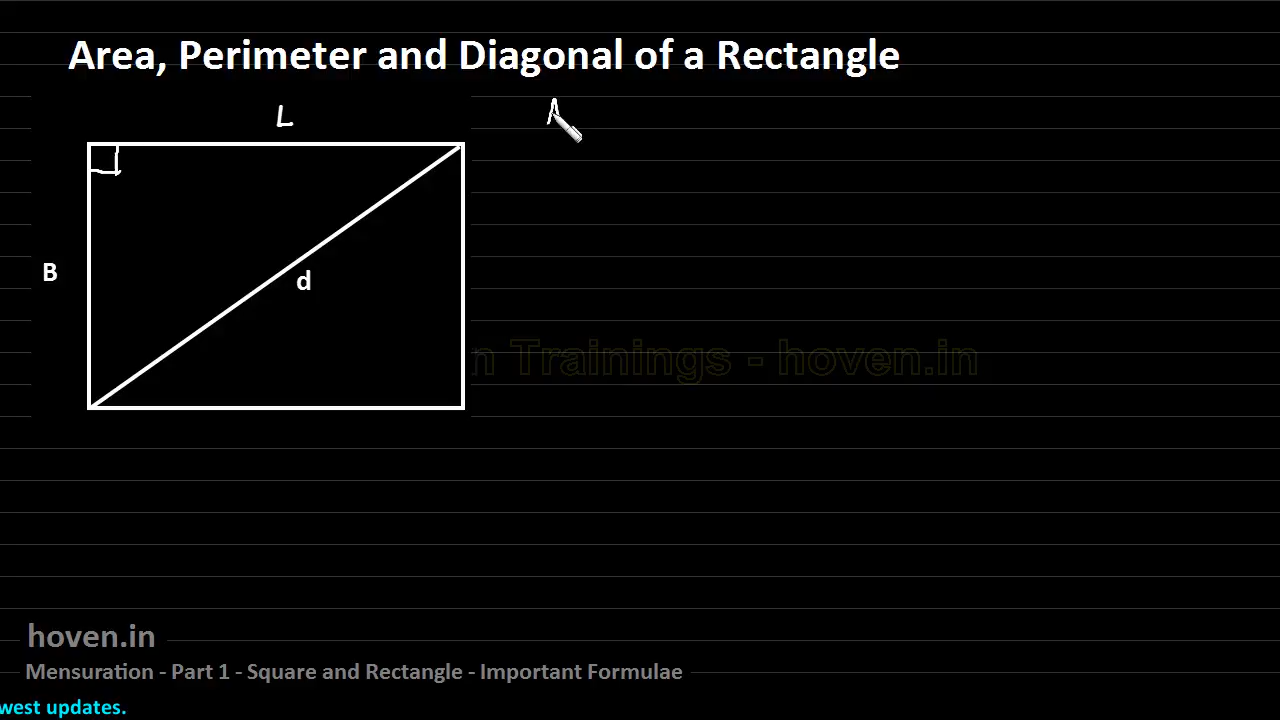 Area, Perimeter and Diagonal of a Rectangle
L
A
B
d
n Trainings - hoven.in
hoven.in
Mensuration - Part 1 - Square and Rectangle - Important Formulae
west updates.